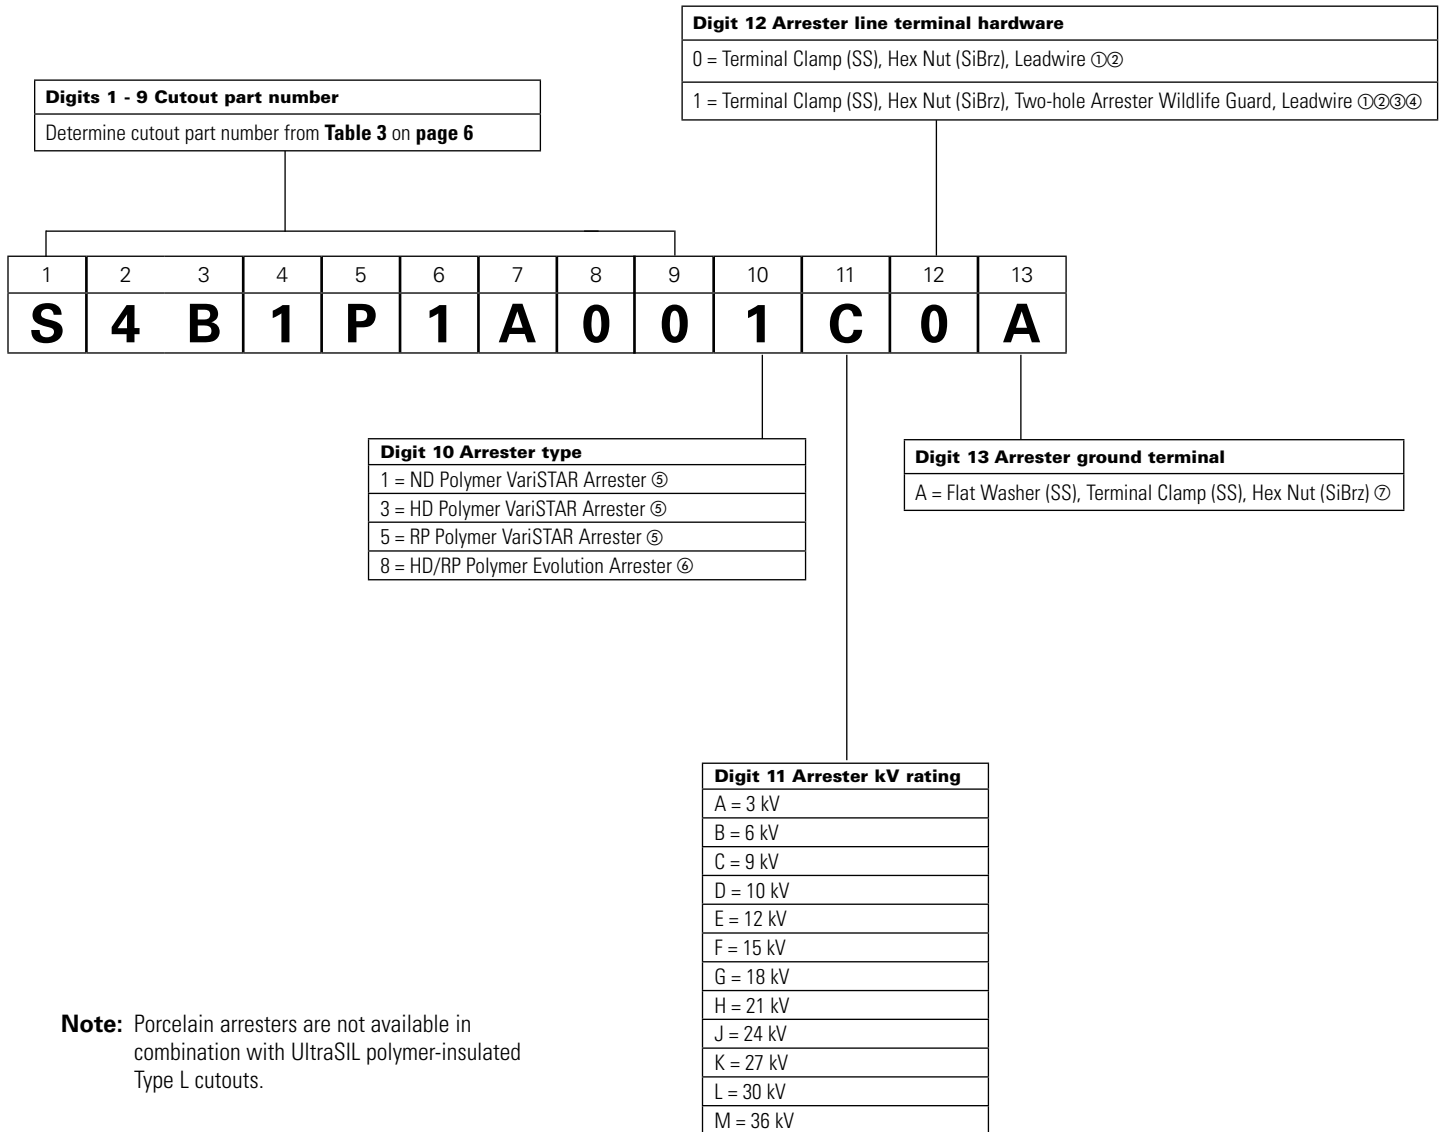 Digit 12 Arrester line terminal hardware
0 = Terminal Clamp (SS), Hex Nut (SiBrz), Leadwire ①②
1 = Terminal Clamp (SS), Hex Nut (SiBrz), Two-hole Arrester Wildlife Guard, Leadwire ①②③④
Digits 1 - 9 Cutout part number
Determine cutout part number from Table 3 on page 6
1 2 3 4 5 6 7 8 9 10 11 12 13
S 4 B 1 P 1 A 0 0 1 C 0 A
Digit 10 Arrester type
1 = ND Polymer VariSTAR Arrester ⑤
3 = HD Polymer VariSTAR Arrester ⑤
5 = RP Polymer VariSTAR Arrester ⑤
8 = HD/RP Polymer Evolution Arrester ⑥
Digit 13 Arrester ground terminal
A = Flat Washer (SS), Terminal Clamp (SS), Hex Nut (SiBrz) ⑦
Digit 11 Arrester kV rating
A = 3 kV
B = 6 kV
C = 9 kV
D = 10 kV
E = 12 kV
F = 15 kV
G = 18 kV
H = 21 kV
J = 24 kV
K = 27 kV
L = 30 kV
M = 36 kV
Note: Porcelain arresters are not available in
combination with UltraSIL polymer-insulated
Type L cutouts.